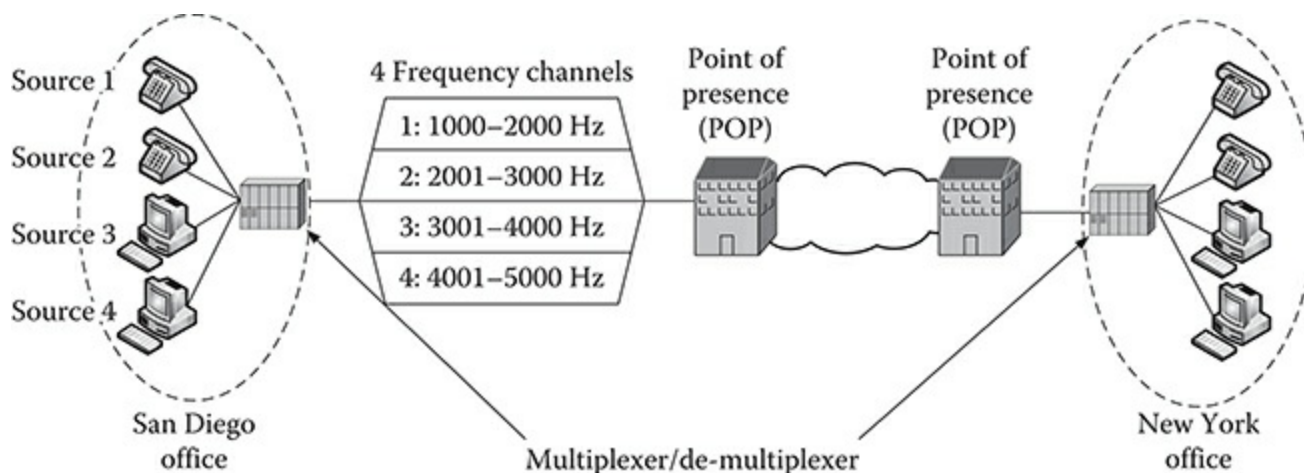 Source 1
Source 2
Source 3
Source 4
San Diego
office
4 Frequency channels
1: 1000–2000 Hz
2: 2001–3000 Hz
3: 3001–4000 Hz
4: 4001–5000 Hz
Point of
presence
(POP)
Point of
presence
(POP)
New York
office
Multiplexer/de-multiplexer